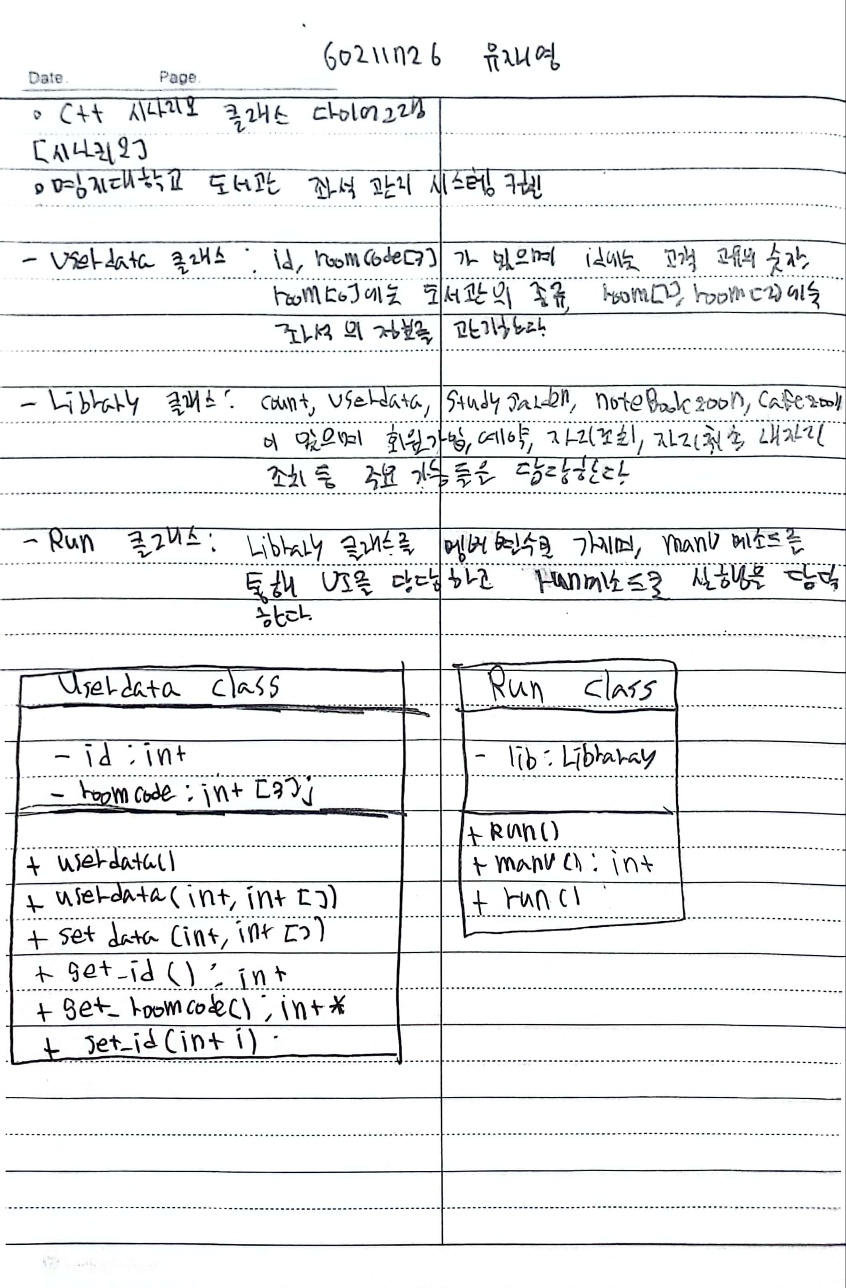 60211726 유재영
Date. Page.
◦ C++ 시나리오 클래스 다이어그램
[시나리오]
◦ 명지대학교 도서관 좌석 관리 시스템 구현
- Userdata 클래스 : id, roomcode[3] 가 있으며 id에는 고객 고유의 숫자,
room[0]에는 도서관의 종류, room[1], room[2]에는
좌석의 정보를 관리한다
- Library 클래스 : count, userdata, studyGarden, noteBookroom, caferoom
이 있으며 회원가입, 예약, 자리조회, 자리취소 내자리
조회 등 주요 기능들을 담당한다
- Run 클래스 : Library 클래스를 멤버변수로 가지며, manu 메소드를
통해 UI를 담당하고 run메소드로 실행을 담당
한다.
Userdata class
- id : int
- roomcode : int [3];
+ userdata()
+ userdata(int, int [])
+ set data (int, int [])
+ get_id () : int
+ get_roomcode() : int*
+ set_id(int i)
Run class
- lib : Libraray
+ Run()
+ manu() : int
+ run()